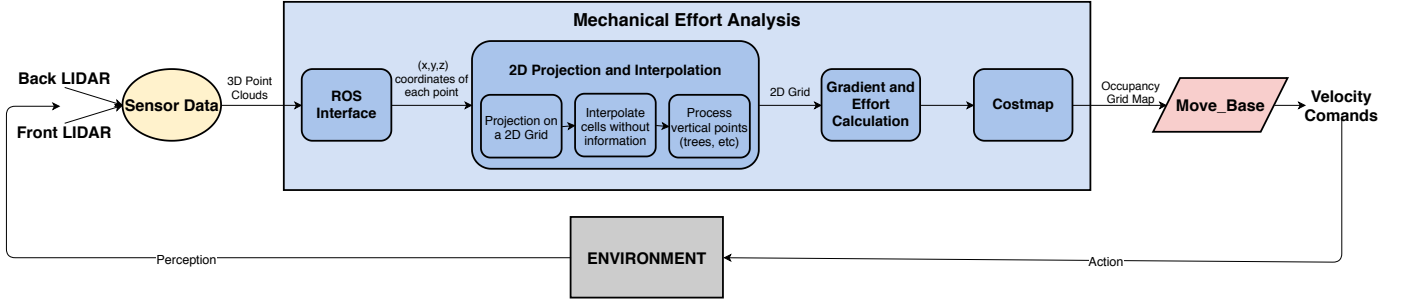 Mechanical Effort Analysis
Back LIDAR
Front LIDAR
Sensor Data
3D Point
Clouds
ROS
Interface
(x,y,z)
coordinates of
each point
2D Projection and Interpolation
Projection on
a 2D Grid
Interpolate
cells without
information
Process
vertical points
(trees, etc)
2D Grid
Gradient and
Effort
Calculation
Costmap
Occupancy
Grid Map
Move_Base
Velocity
Comands
Perception
ENVIRONMENT
Action